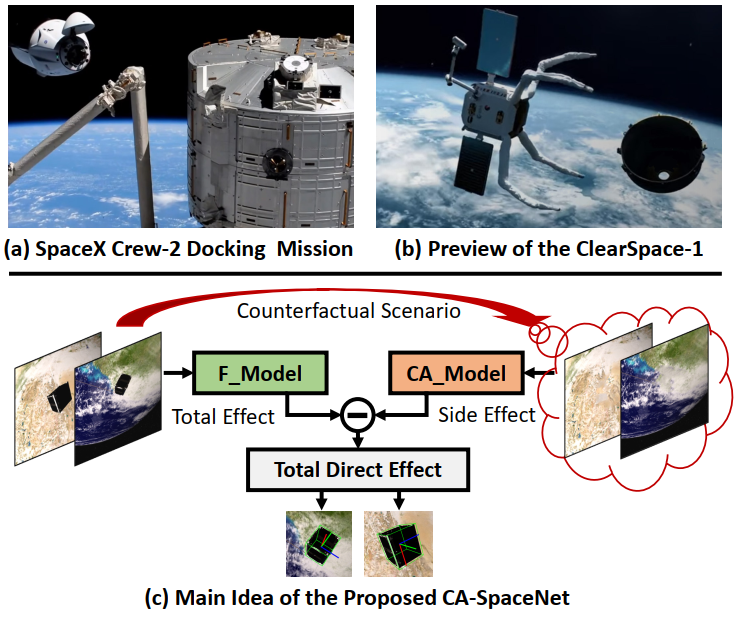 (a) SpaceX Crew-2 Docking Mission
(b) Preview of the ClearSpace-1
Counterfactual Scenario
F_Model
CA_Model
Total Effect
Side Effect
Total Direct Effect
(c) Main Idea of the Proposed CA-SpaceNet